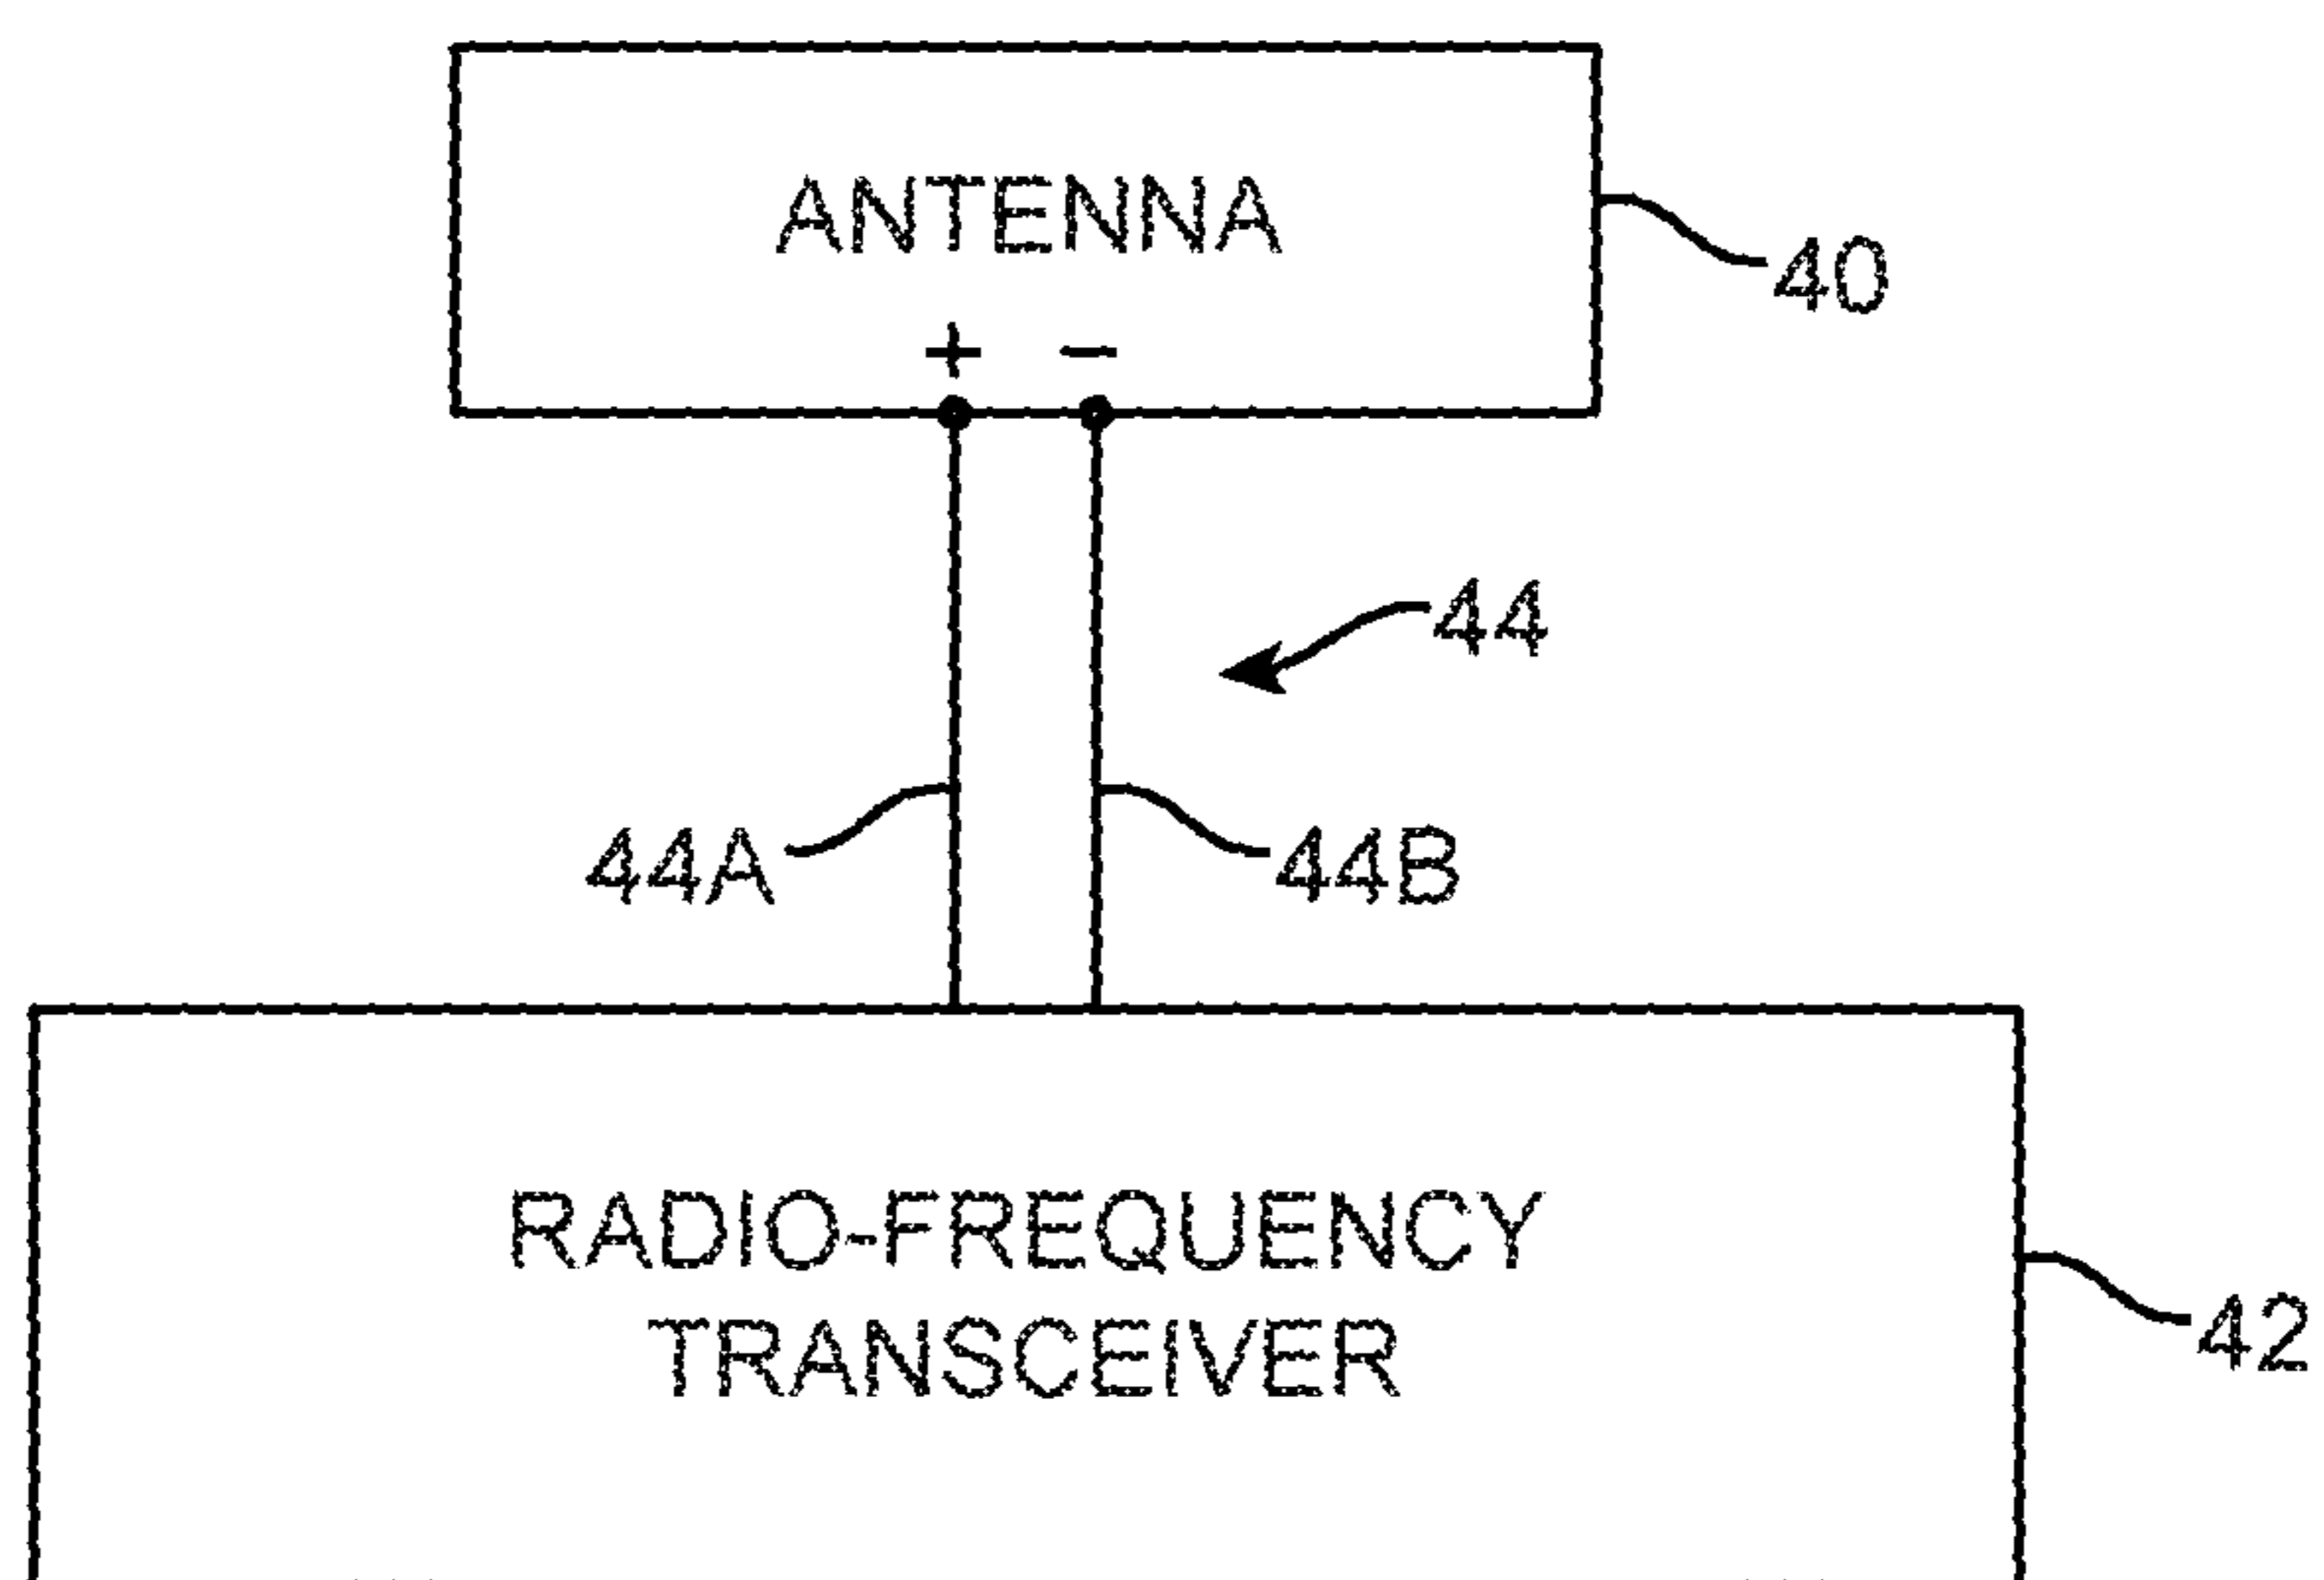 ANTENNA
40
+ −
44
44A
44B
RADIO-FREQUENCY
TRANSCEIVER
42